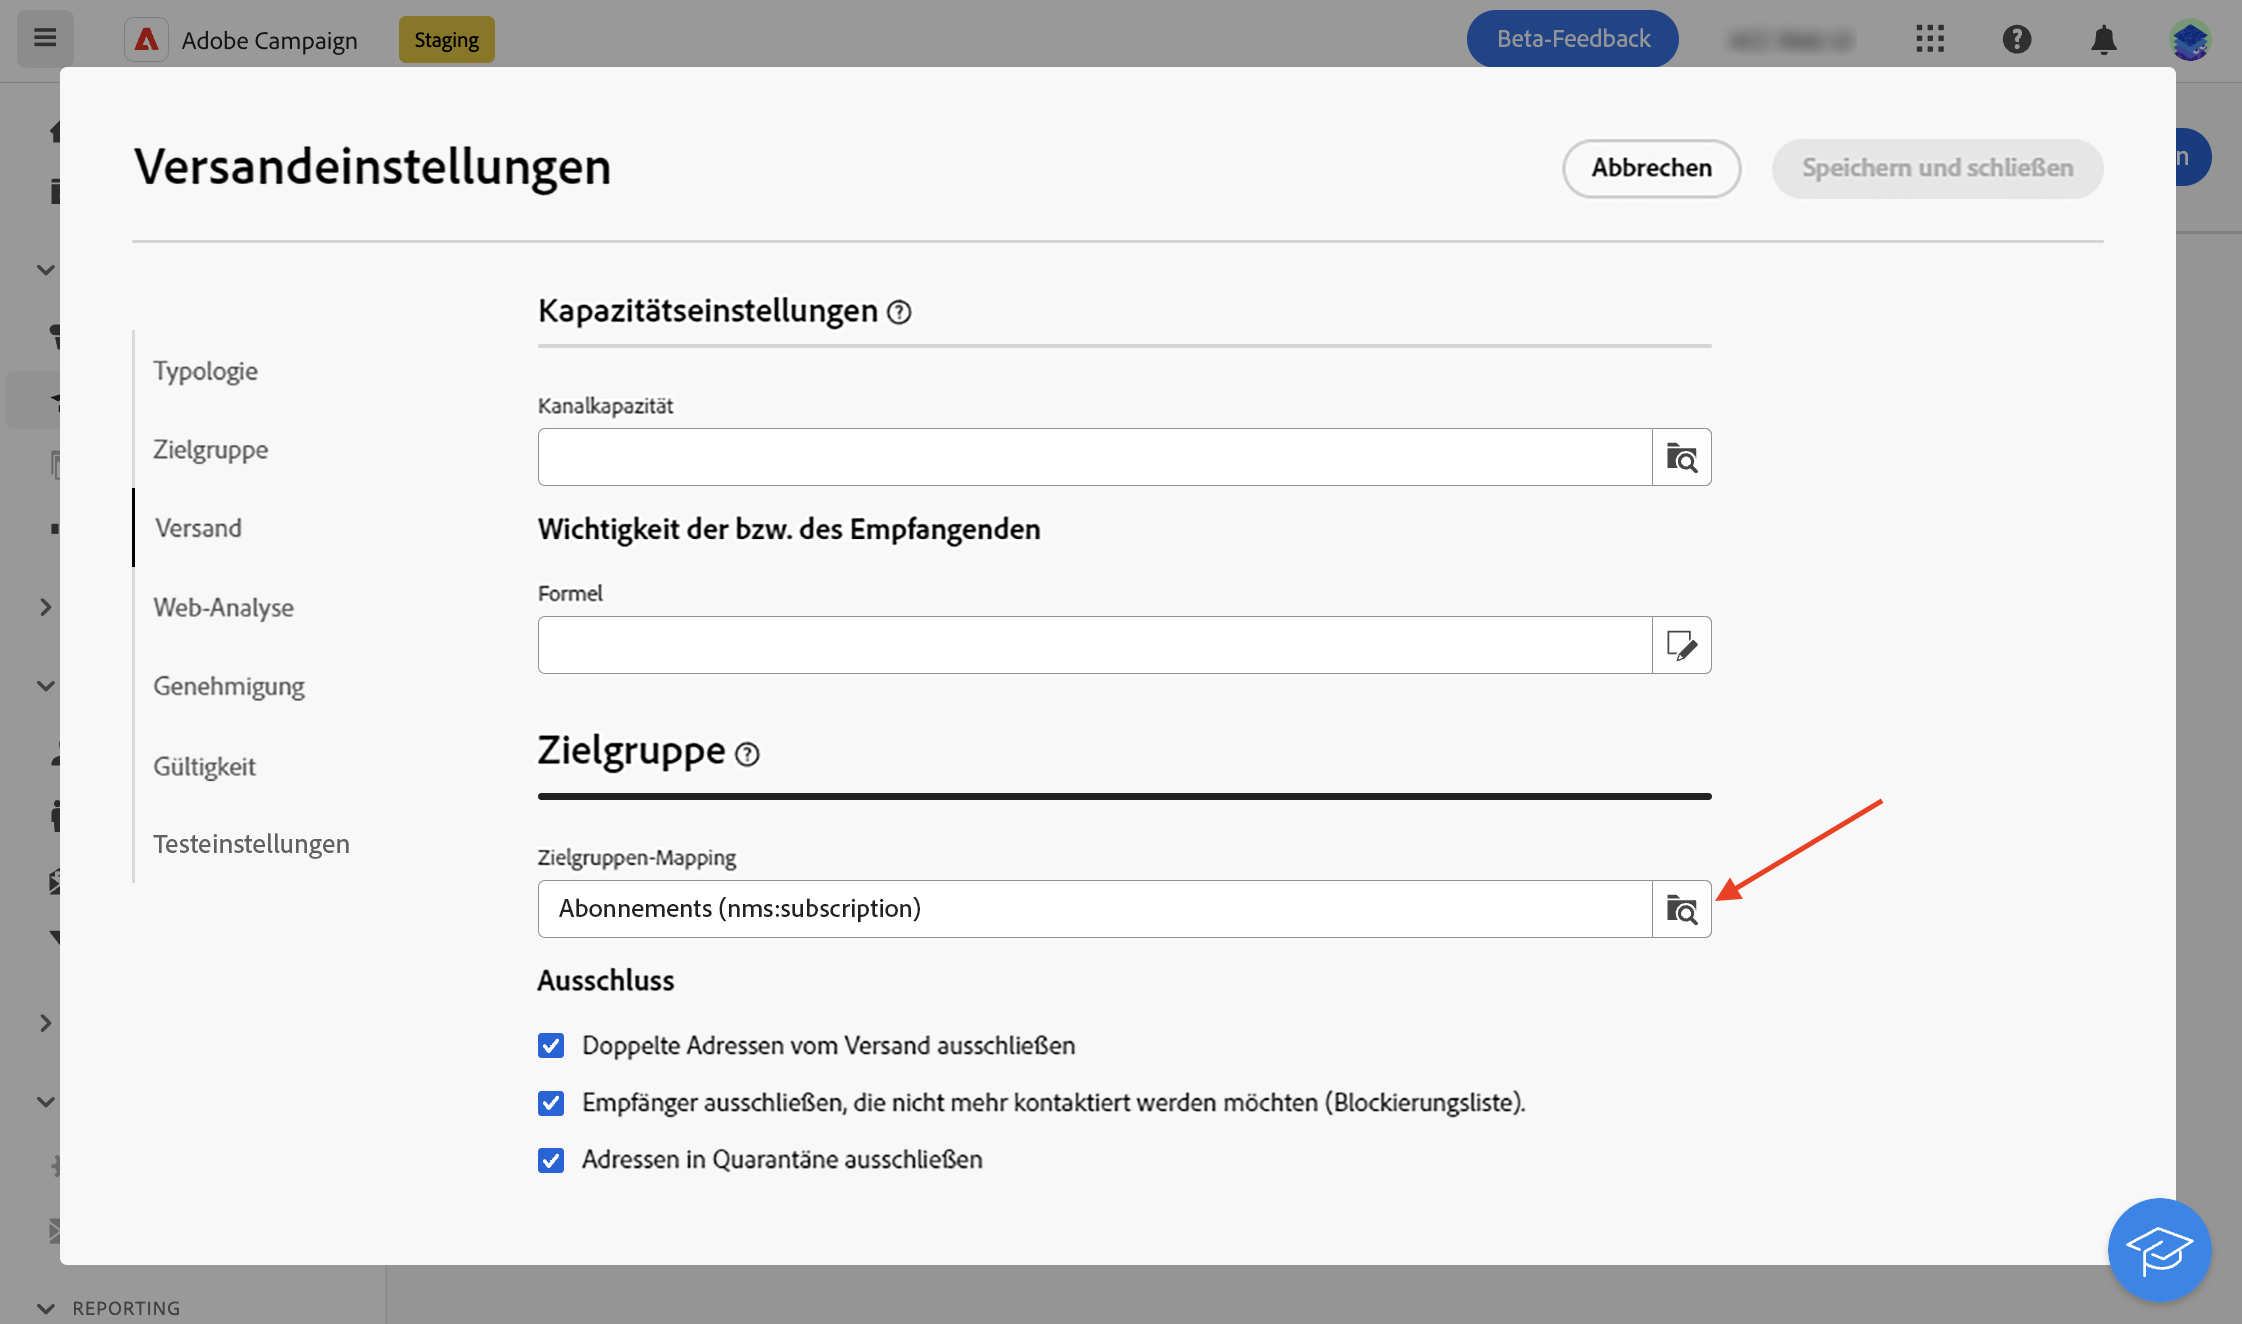 Adobe Campaign
Staging
Beta-Feedback
n
Versandeinstellungen
Abbrechen
Speichern und schließen
Typologie
Zielgruppe
Versand
Web-Analyse
Genehmigung
Gültigkeit
Testeinstellungen
Kapazitätseinstellungen
Kanalkapazität
Wichtigkeit der bzw. des Empfangenden
Formel
Zielgruppe
Zielgruppen-Mapping
Abonnements (nms:subscription)
Ausschluss
Doppelte Adressen vom Versand ausschließen
Empfänger ausschließen, die nicht mehr kontaktiert werden möchten (Blockierungsliste).
Adressen in Quarantäne ausschließen
REPORTING